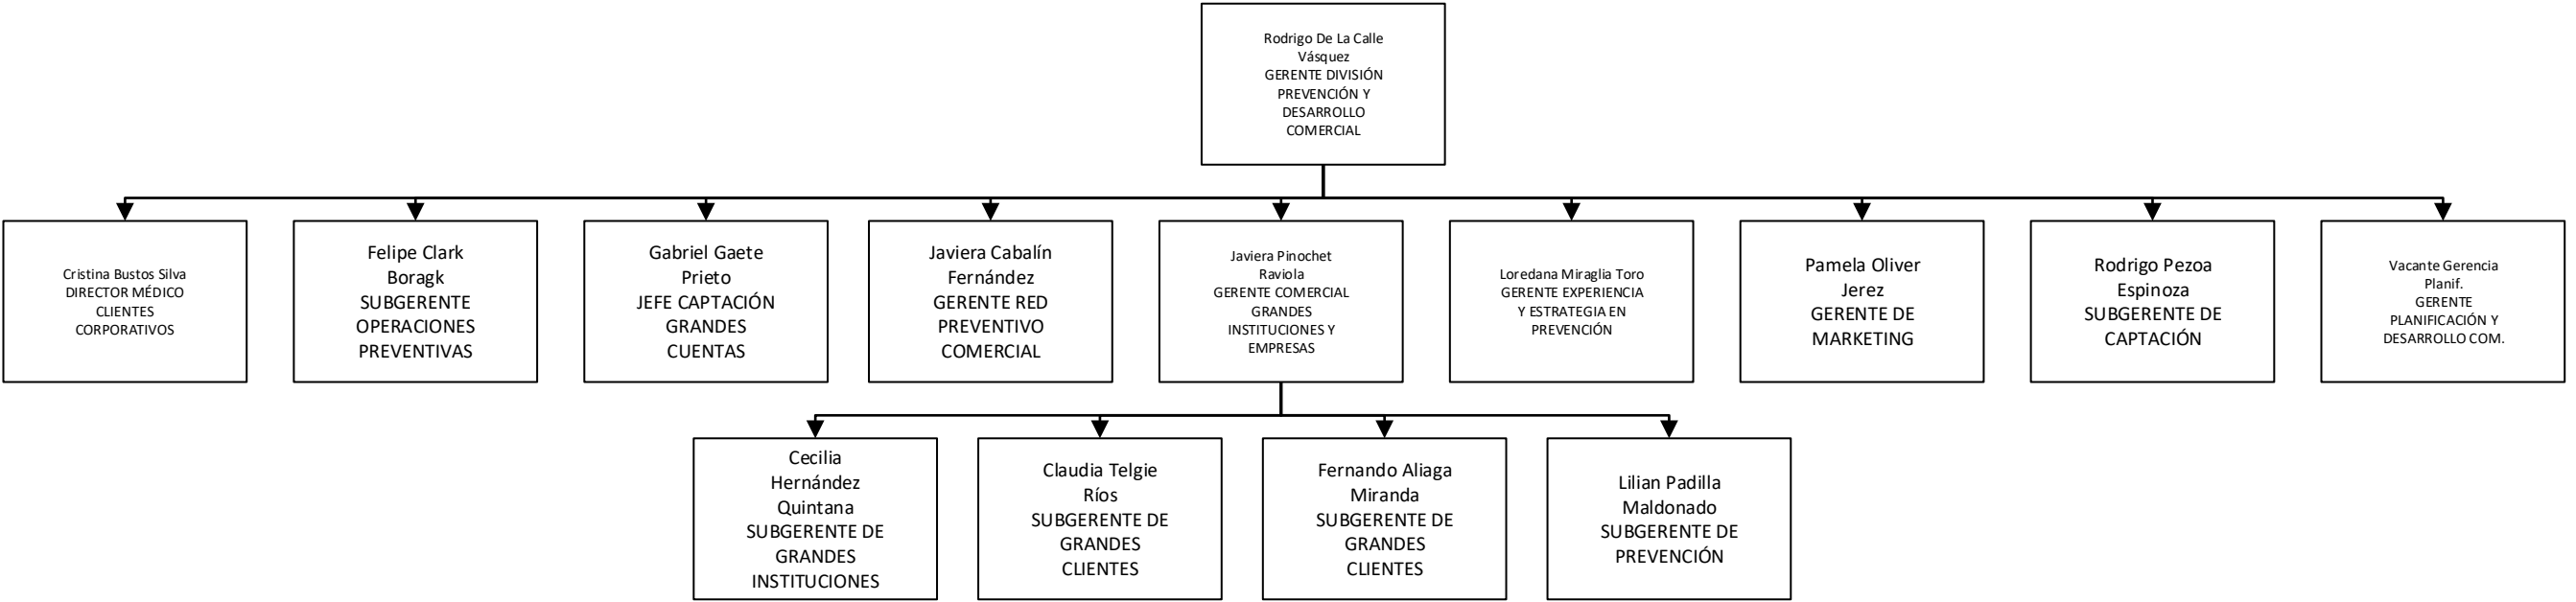 Rodrigo De La Calle
Vásquez
GERENTE DIVISIÓN
PREVENCIÓN Y
DESARROLLO
COMERCIAL
Cristina Bustos Silva
DIRECTOR MÉDICO
CLIENTES
CORPORATIVOS
Felipe Clark
Boragk
SUBGERENTE
OPERACIONES
PREVENTIVAS
Gabriel Gaete
Prieto
JEFE CAPTACIÓN
GRANDES
CUENTAS
Javiera Cabalín
Fernández
GERENTE RED
PREVENTIVO
COMERCIAL
Javiera Pinochet
Raviola
GERENTE COMERCIAL
GRANDES
INSTITUCIONES Y
EMPRESAS
Loredana Miraglia Toro
GERENTE EXPERIENCIA
Y ESTRATEGIA EN
PREVENCIÓN
Pamela Oliver
Jerez
GERENTE DE
MARKETING
Rodrigo Pezoa
Espinoza
SUBGERENTE DE
CAPTACIÓN
Vacante Gerencia
Planif.
GERENTE
PLANIFICACIÓN Y
DESARROLLO COM.
Cecilia
Hernández
Quintana
SUBGERENTE DE
GRANDES
INSTITUCIONES
Claudia Telgie
Ríos
SUBGERENTE DE
GRANDES
CLIENTES
Fernando Aliaga
Miranda
SUBGERENTE DE
GRANDES
CLIENTES
Lilian Padilla
Maldonado
SUBGERENTE DE
PREVENCIÓN